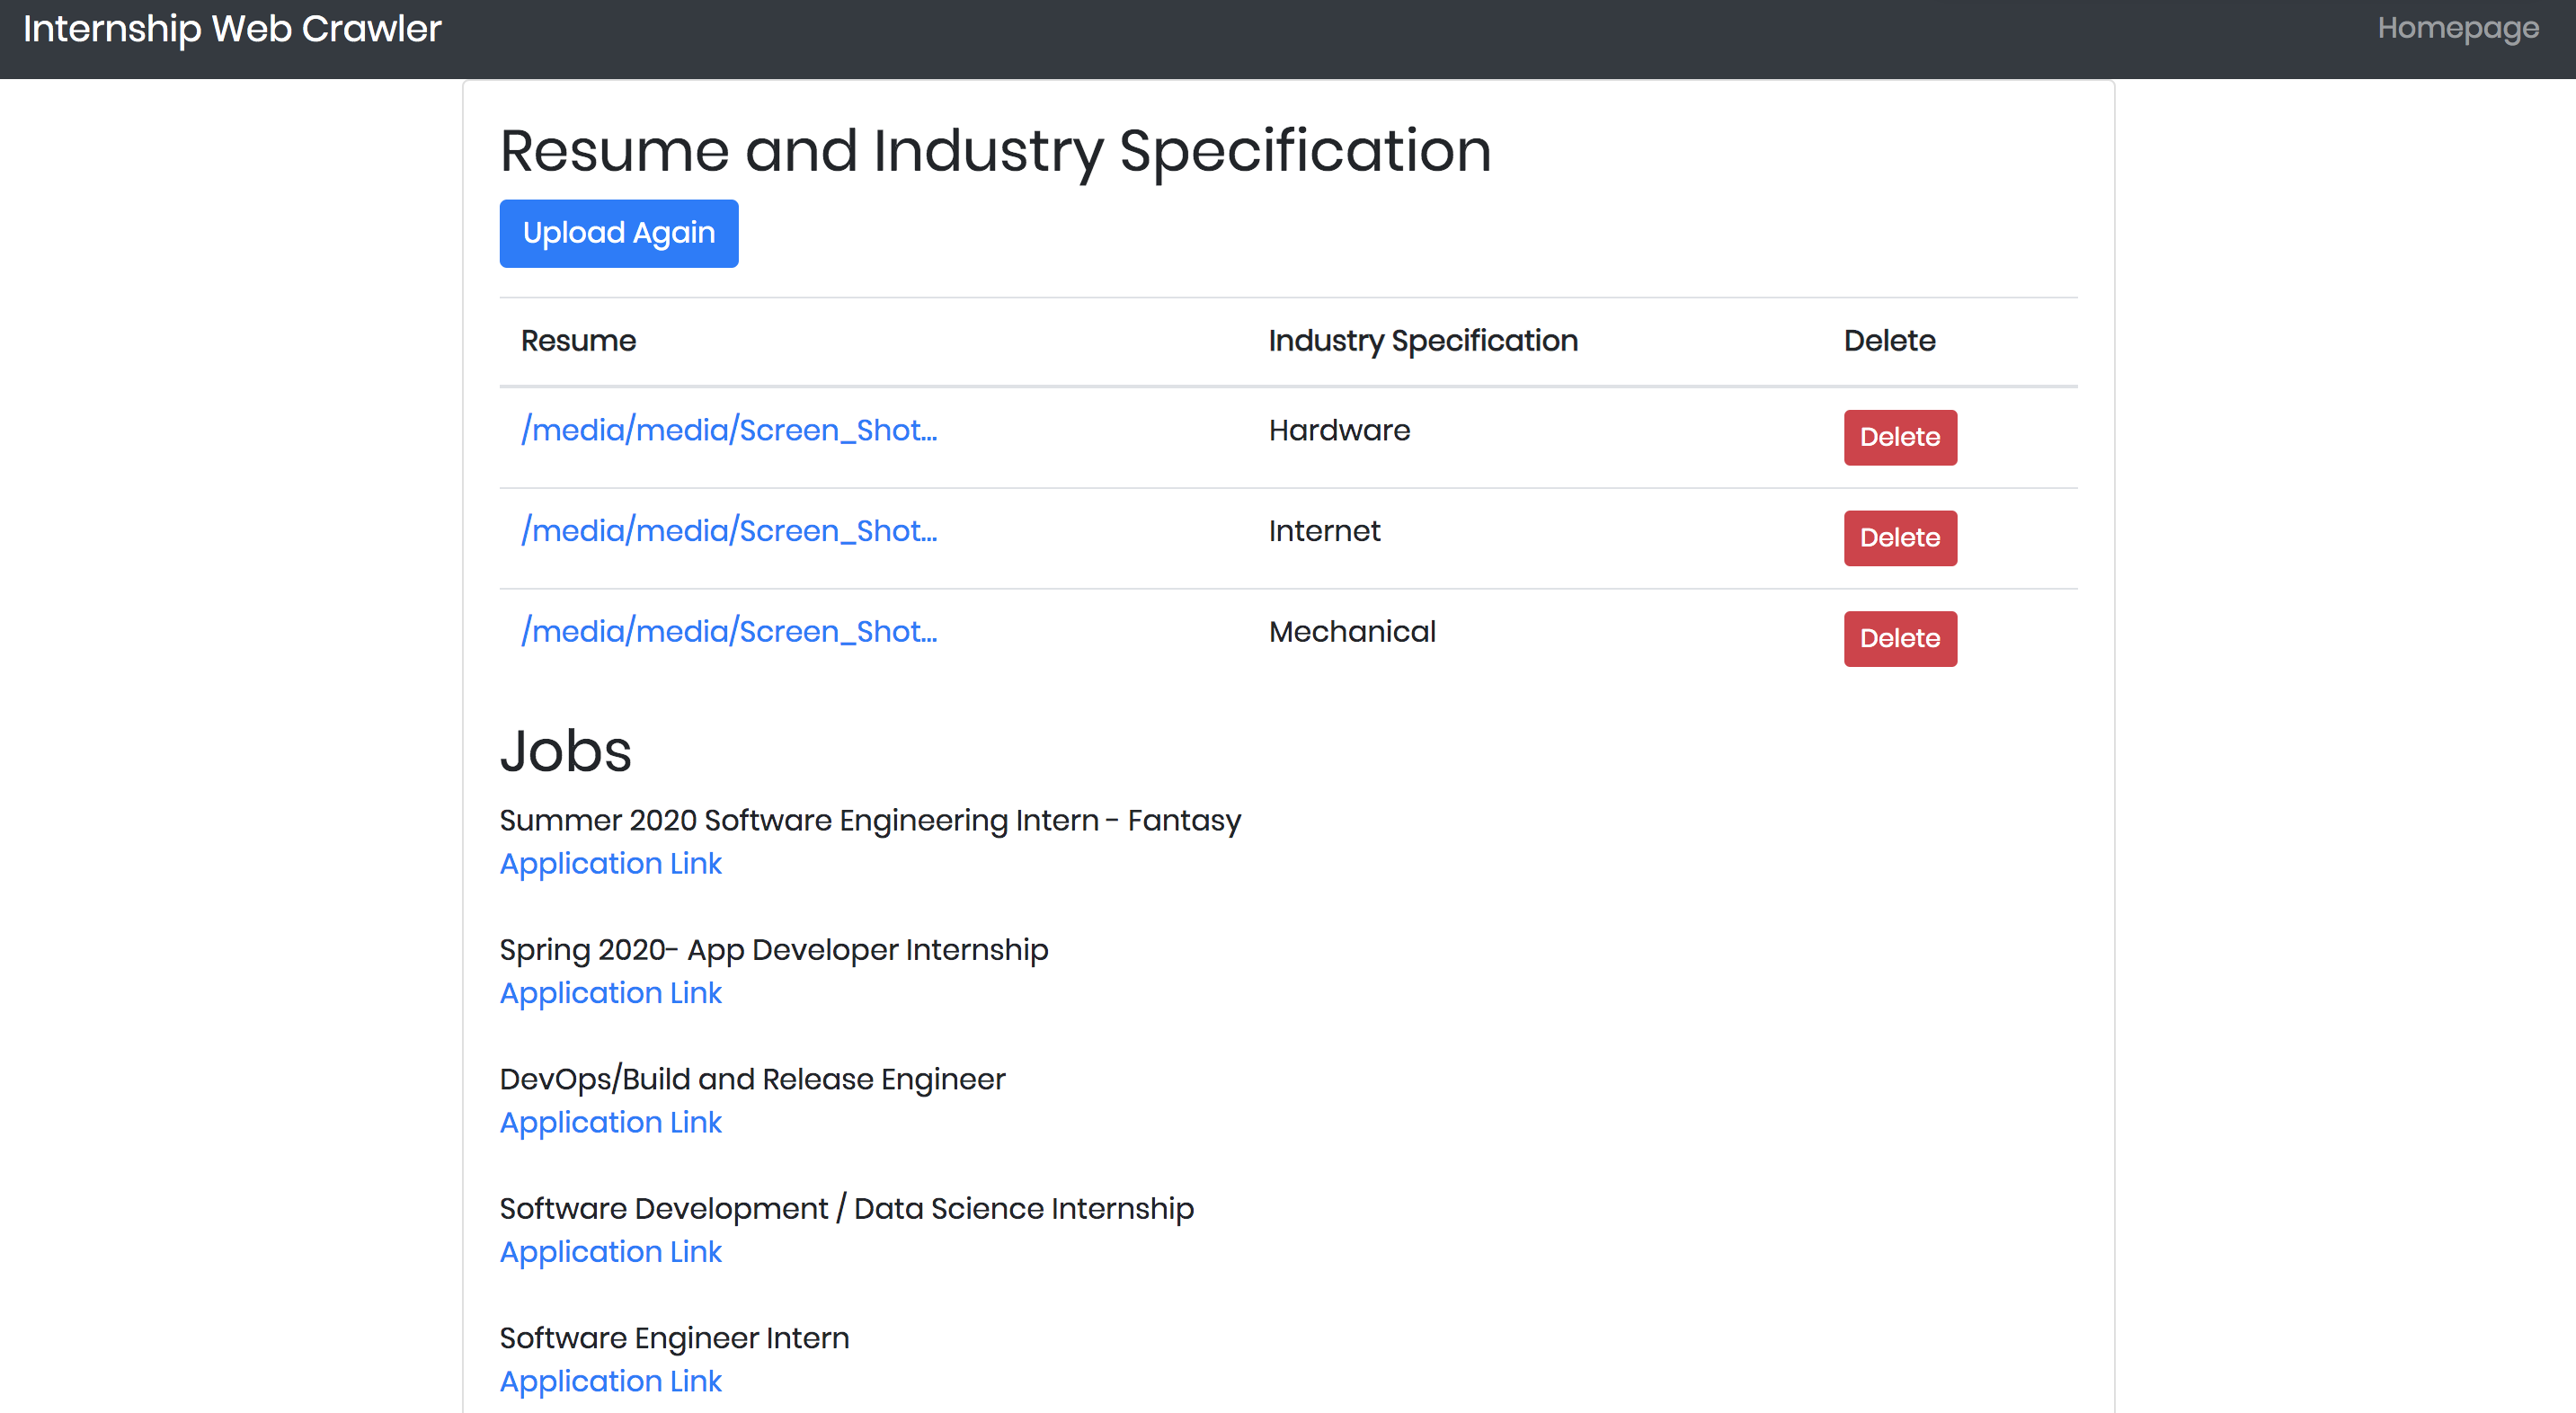 Internship Web Crawler Homepage
Resume and Industry Specification
Upload Again
Resume Industry Specification Delete
/media/media/Screen_Shot... Hardware Delete
/media/media/Screen_Shot... Internet Delete
/media/media/Screen_Shot... Mechanical Delete
Jobs
Summer 2020 Software Engineering Intern - Fantasy
Application Link
Spring 2020- App Developer Internship
Application Link
DevOps/Build and Release Engineer
Application Link
Software Development / Data Science Internship
Application Link
Software Engineer Intern
Application Link